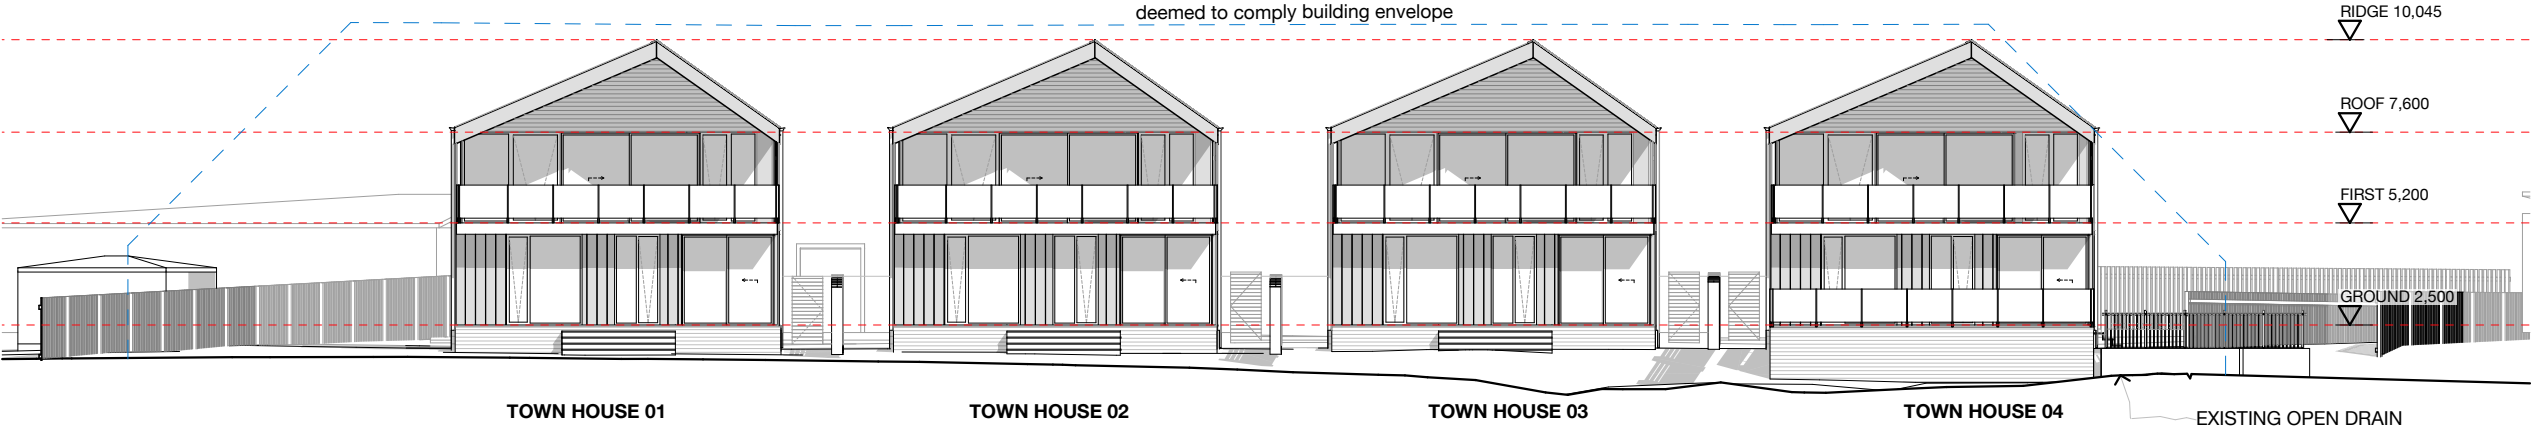 deemed to comply building envelope
RIDGE 10,045
ROOF 7,600
FIRST 5,200
GROUND 2,500
TOWN HOUSE 01
TOWN HOUSE 02
TOWN HOUSE 03
TOWN HOUSE 04
EXISTING OPEN DRAIN